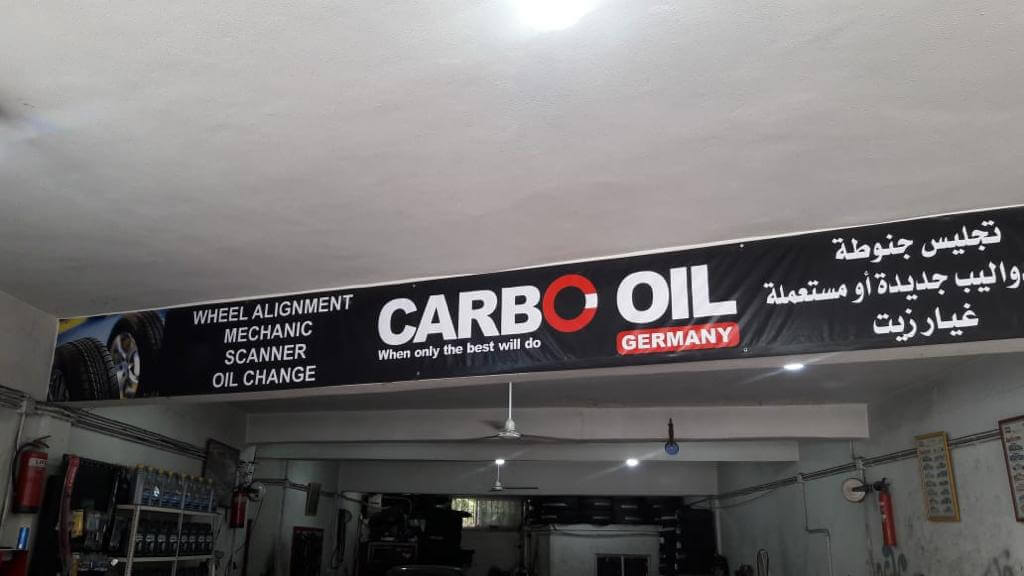 WHEEL ALIGNMENT
MECHANIC
SCANNER
OIL CHANGE
CARBO OIL
When only the best will do
GERMANY
تجليس جنوطة
جديدة أو مستعملة
غيار زيت